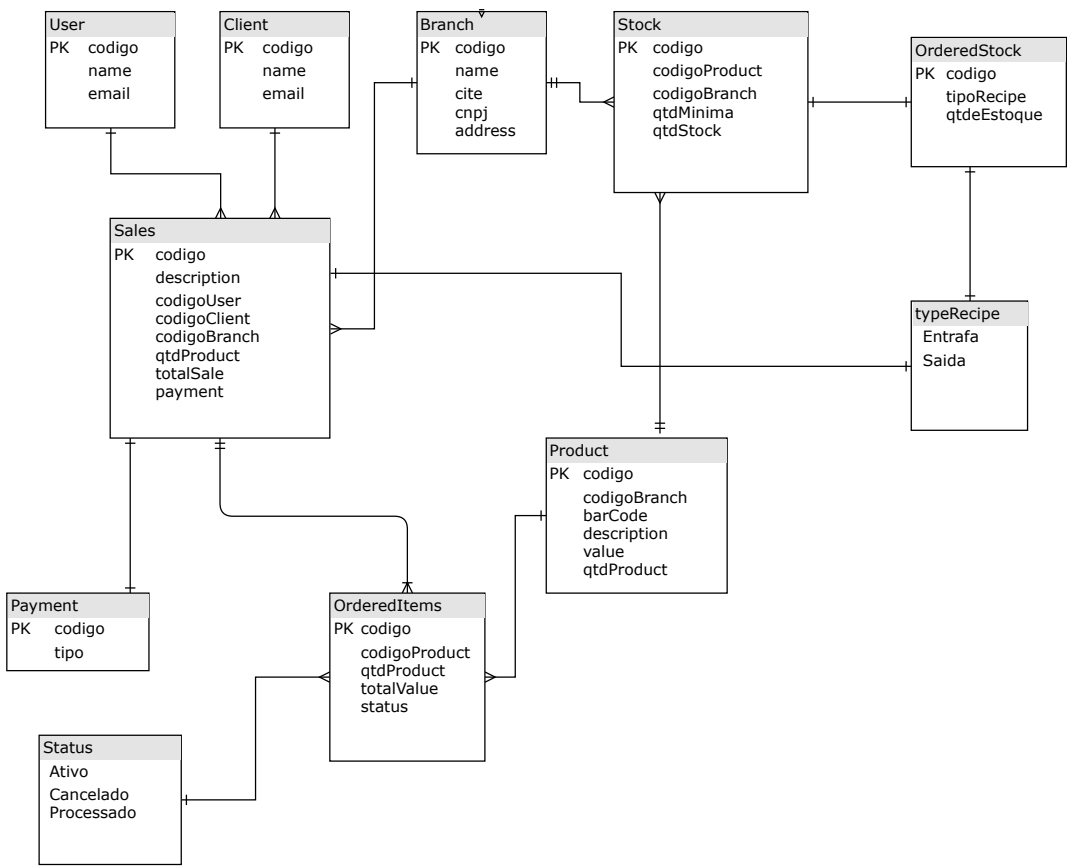 User
PK codigo
name
email
Client
PK codigo
name
email
Branch
PK codigo
name
cite
cnpj
address
Stock
PK codigo
codigoProduct
codigoBranch
qtdMinima
qtdStock
OrderedStock
PK codigo
tipoRecipe
qtdeEstoque
Sales
PK codigo
description
codigoUser
codigoClient
codigoBranch
qtdProduct
totalSale
payment
typeRecipe
Entrafa
Saida
Product
PK codigo
codigoBranch
barCode
description
value
qtdProduct
Payment
PK codigo
tipo
OrderedItems
PK codigo
codigoProduct
qtdProduct
totalValue
status
Status
Ativo
Cancelado
Processado